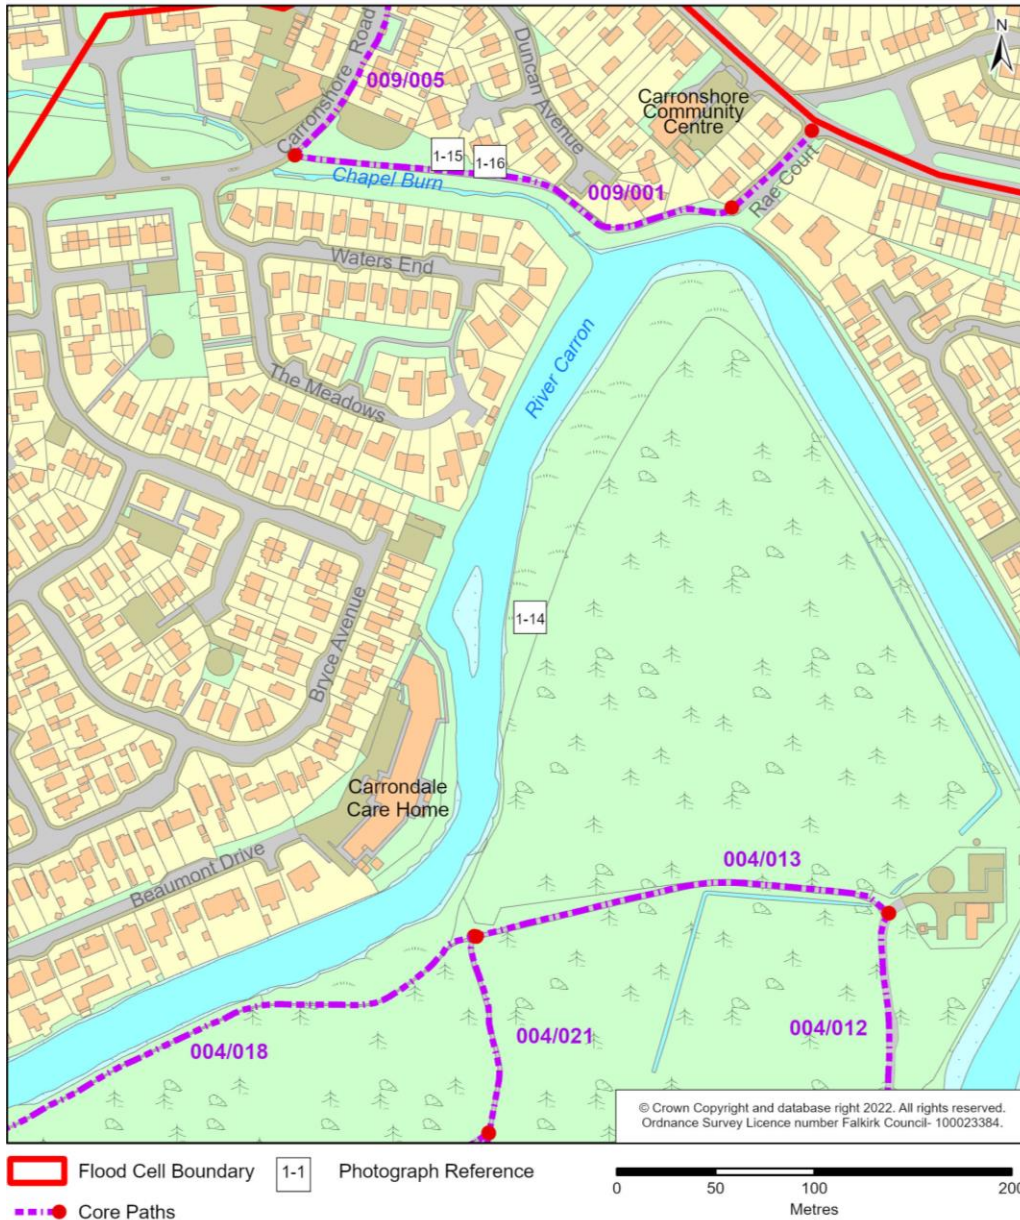 N
Carronshore Road
009/005
Duncan Avenue
Carronshore
Community
Centre
1-15
1-16
Chapel Burn
009/001
Rae Court
Waters End
River Carron
The Meadows
1-14
Bryce Avenue
Carrondale
Care Home
Beaumont Drive
004/013
004/018
004/021
004/012
© Crown Copyright and database right 2022. All rights reserved.
Ordnance Survey Licence number Falkirk Council- 100023384.
Flood Cell Boundary
1-1
Photograph Reference
0
50
100
200
Metres
Core Paths